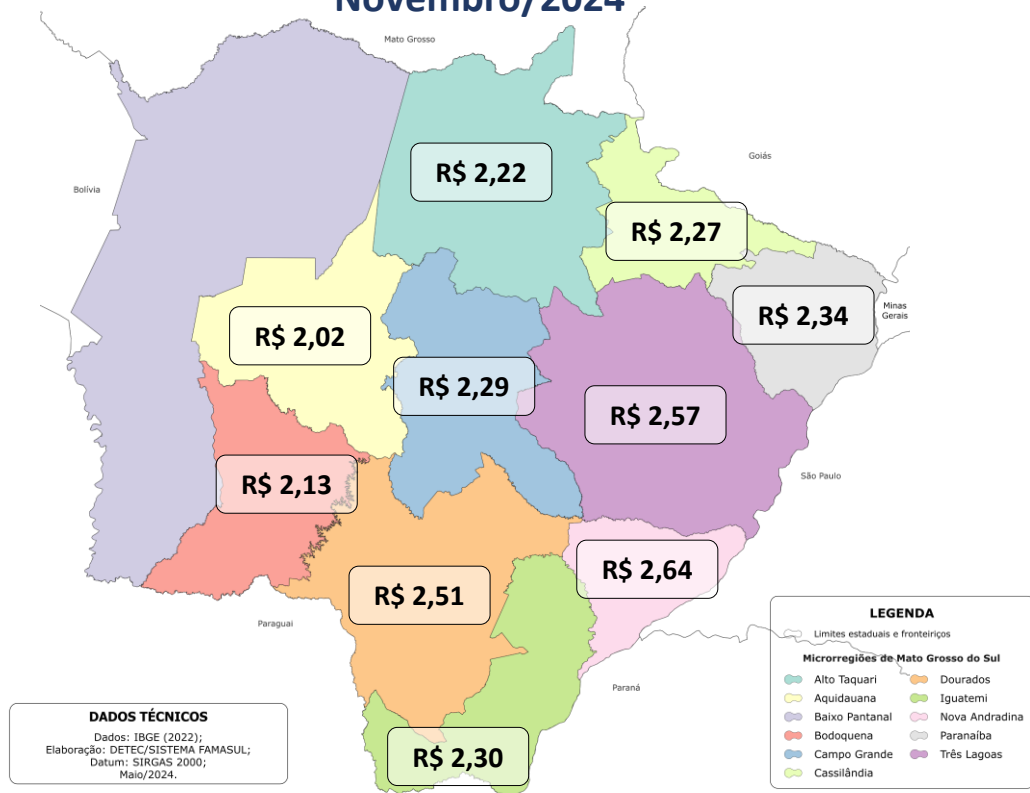 Novembro/2024
Mato Grosso
Goiás
Bolívia
R$ 2,22
R$ 2,27
Minas
Gerais
R$ 2,34
R$ 2,02
R$ 2,29
R$ 2,57
R$ 2,13
São Paulo
R$ 2,64
R$ 2,51
Paraguai
Paraná
R$ 2,30
DADOS TÉCNICOS
Dados: IBGE (2022);
Elaboração: DETEC/SISTEMA FAMASUL;
Datum: SIRGAS 2000;
Maio/2024.
LEGENDA
Limites estaduais e fronteiriços
Microrregiões de Mato Grosso do Sul
Alto Taquari
Aquidauana
Baixo Pantanal
Bodoquena
Campo Grande
Cassilândia
Dourados
Iguatemi
Nova Andradina
Paranaíba
Três Lagoas